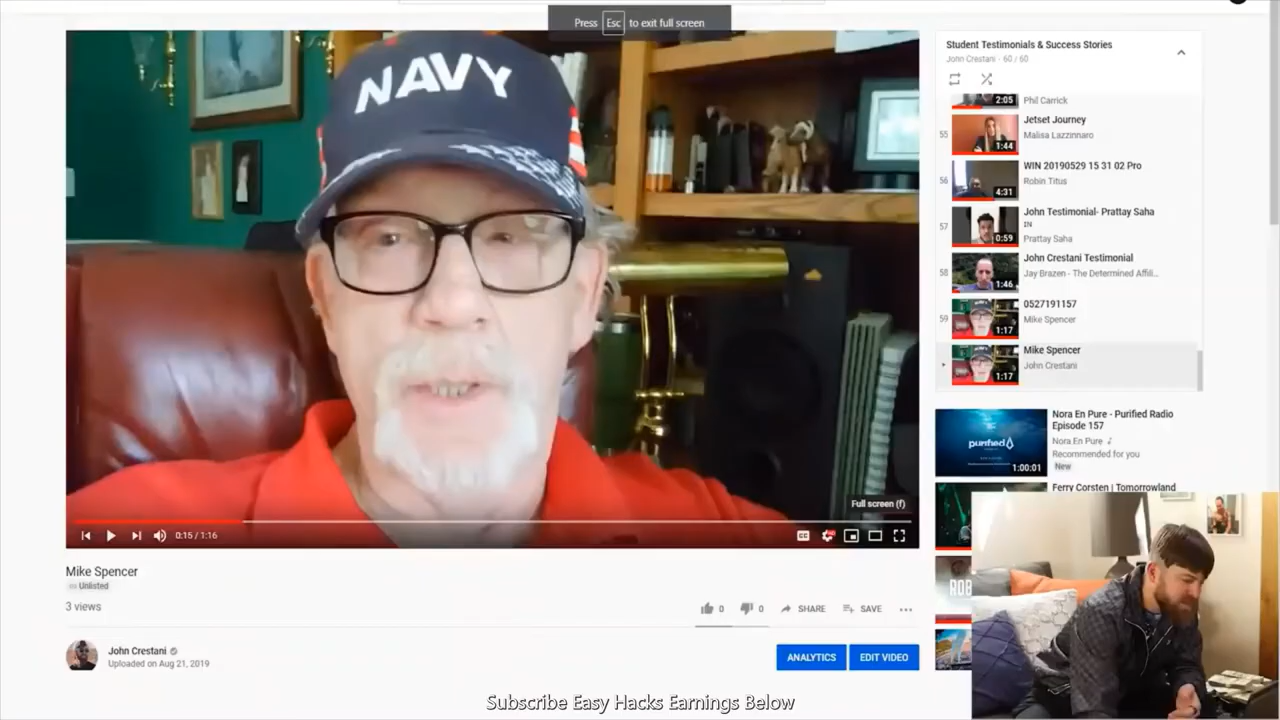 Press Esc to exit full screen
NAVY
Full screen (f)
0:15 / 1:16
Mike Spencer
Unlisted
3 views
0
0
SHARE
SAVE
John Crestani
Uploaded on Aug 21, 2019
ANALYTICS
EDIT VIDEO
Student Testimonials & Success Stories
John Crestani - 60 / 60
2:05
Phil Carrick
55
Jetset Journey
Malisa Lazzinnaro
1:44
56
WIN 20190529 15 31 02 Pro
Robin Titus
4:31
57
John Testimonial- Prattay Saha
IN
Prattay Saha
0:59
58
John Crestani Testimonial
Jay Brazen - The Determined Affili...
1:46
59
0527191157
Mike Spencer
1:17
Mike Spencer
John Crestani
1:17
purified
1:00:01
Nora En Pure - Purified Radio
Episode 157
Nora En Pure
Recommended for you
New
Ferry Corsten | Tomorrowland
ROB
Subscribe Easy Hacks Earnings Below